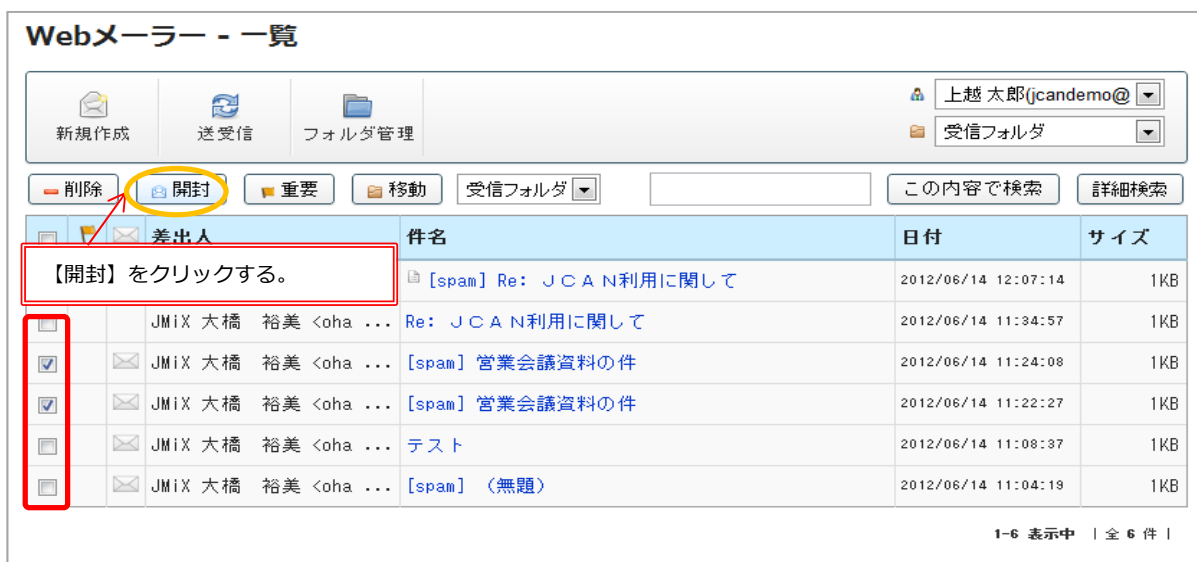 Webメーラー - 一覧
新規作成 送受信 フォルダ管理
上越 太郎(jcandemo@
受信フォルダ
削除 開封 重要 移動 受信フォルダ この内容で検索 詳細検索
差出人 件名 日付 サイズ
【開封】をクリックする。
[spam] Re: ＪＣＡＮ利用に関して 2012/06/14 12:07:14 1KB
JMiX 大橋　裕美 <oha ... Re: ＪＣＡＮ利用に関して 2012/06/14 11:34:57 1KB
JMiX 大橋　裕美 <oha ... [spam] 営業会議資料の件 2012/06/14 11:24:08 1KB
JMiX 大橋　裕美 <oha ... [spam] 営業会議資料の件 2012/06/14 11:22:27 1KB
JMiX 大橋　裕美 <oha ... テスト 2012/06/14 11:08:37 1KB
JMiX 大橋　裕美 <oha ... [spam] （無題） 2012/06/14 11:04:19 1KB
1-6 表示中 | 全 6 件 |